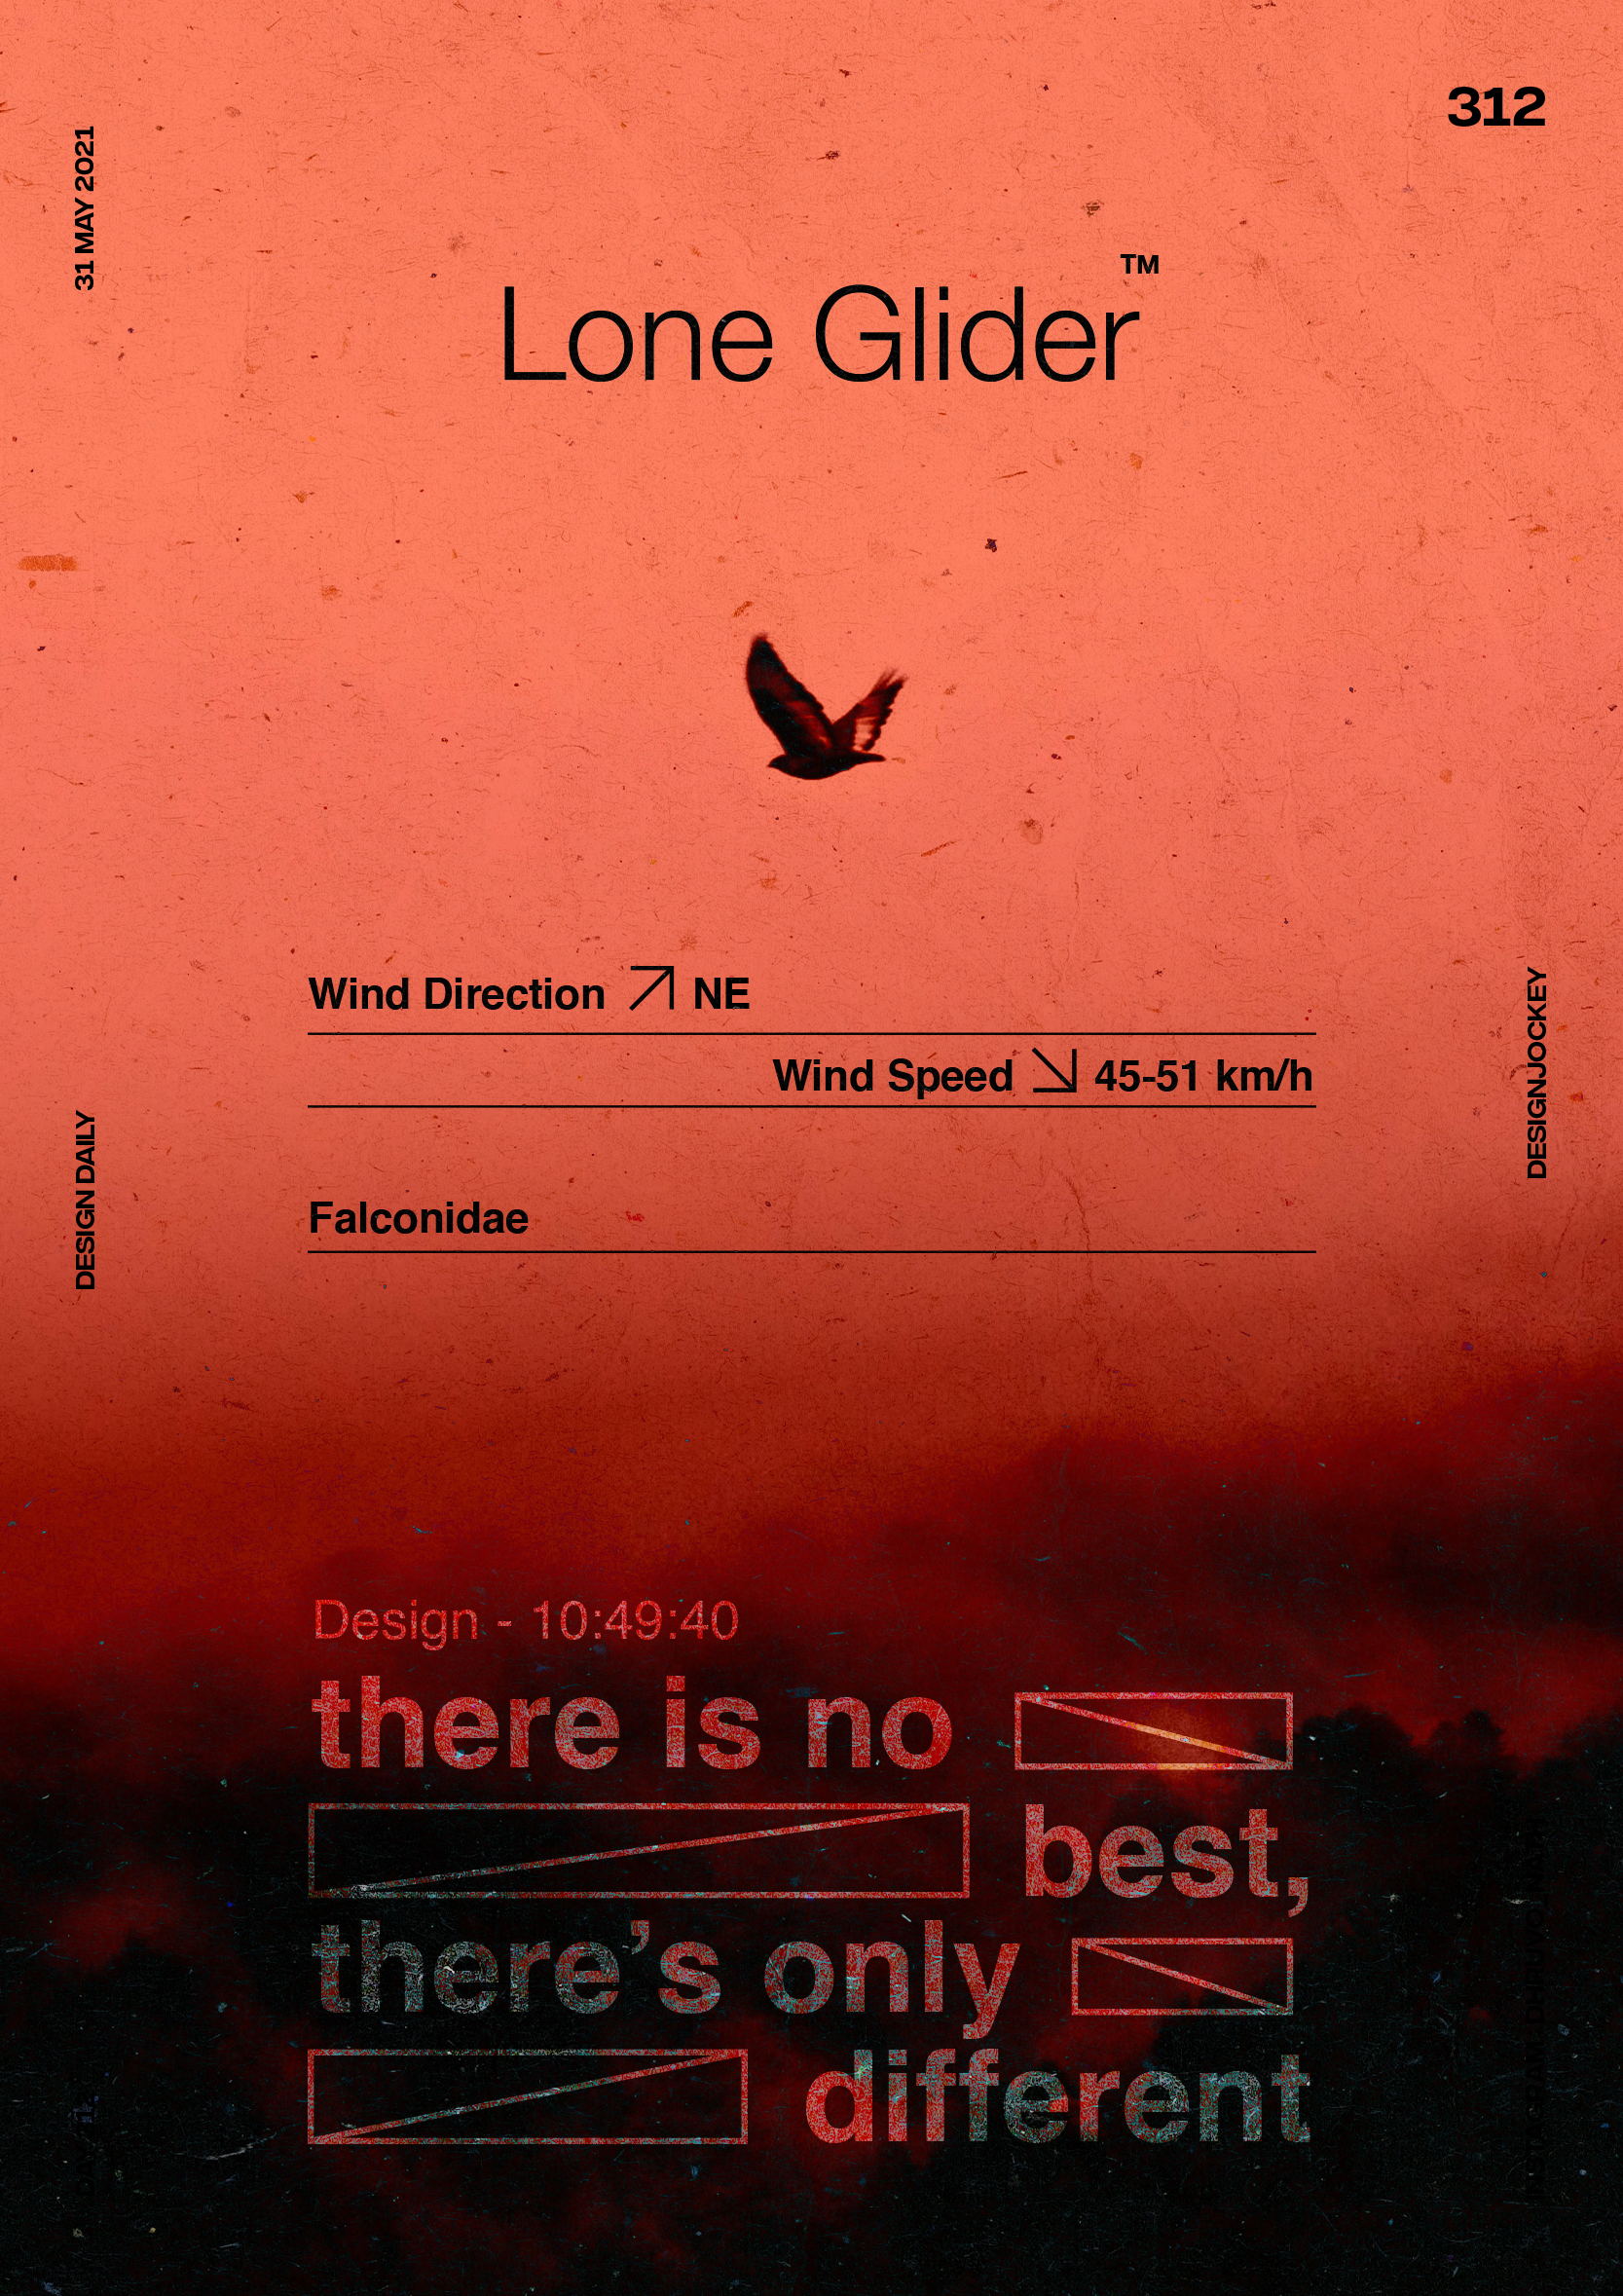 312
31 MAY 2021
Lone Glider™
Wind Direction ↗ NE
Wind Speed ↘ 45-51 km/h
DESIGNJOCKEY
DESIGN DAILY
Falconidae
Design - 10:49:40
there is no
best,
there's only
different